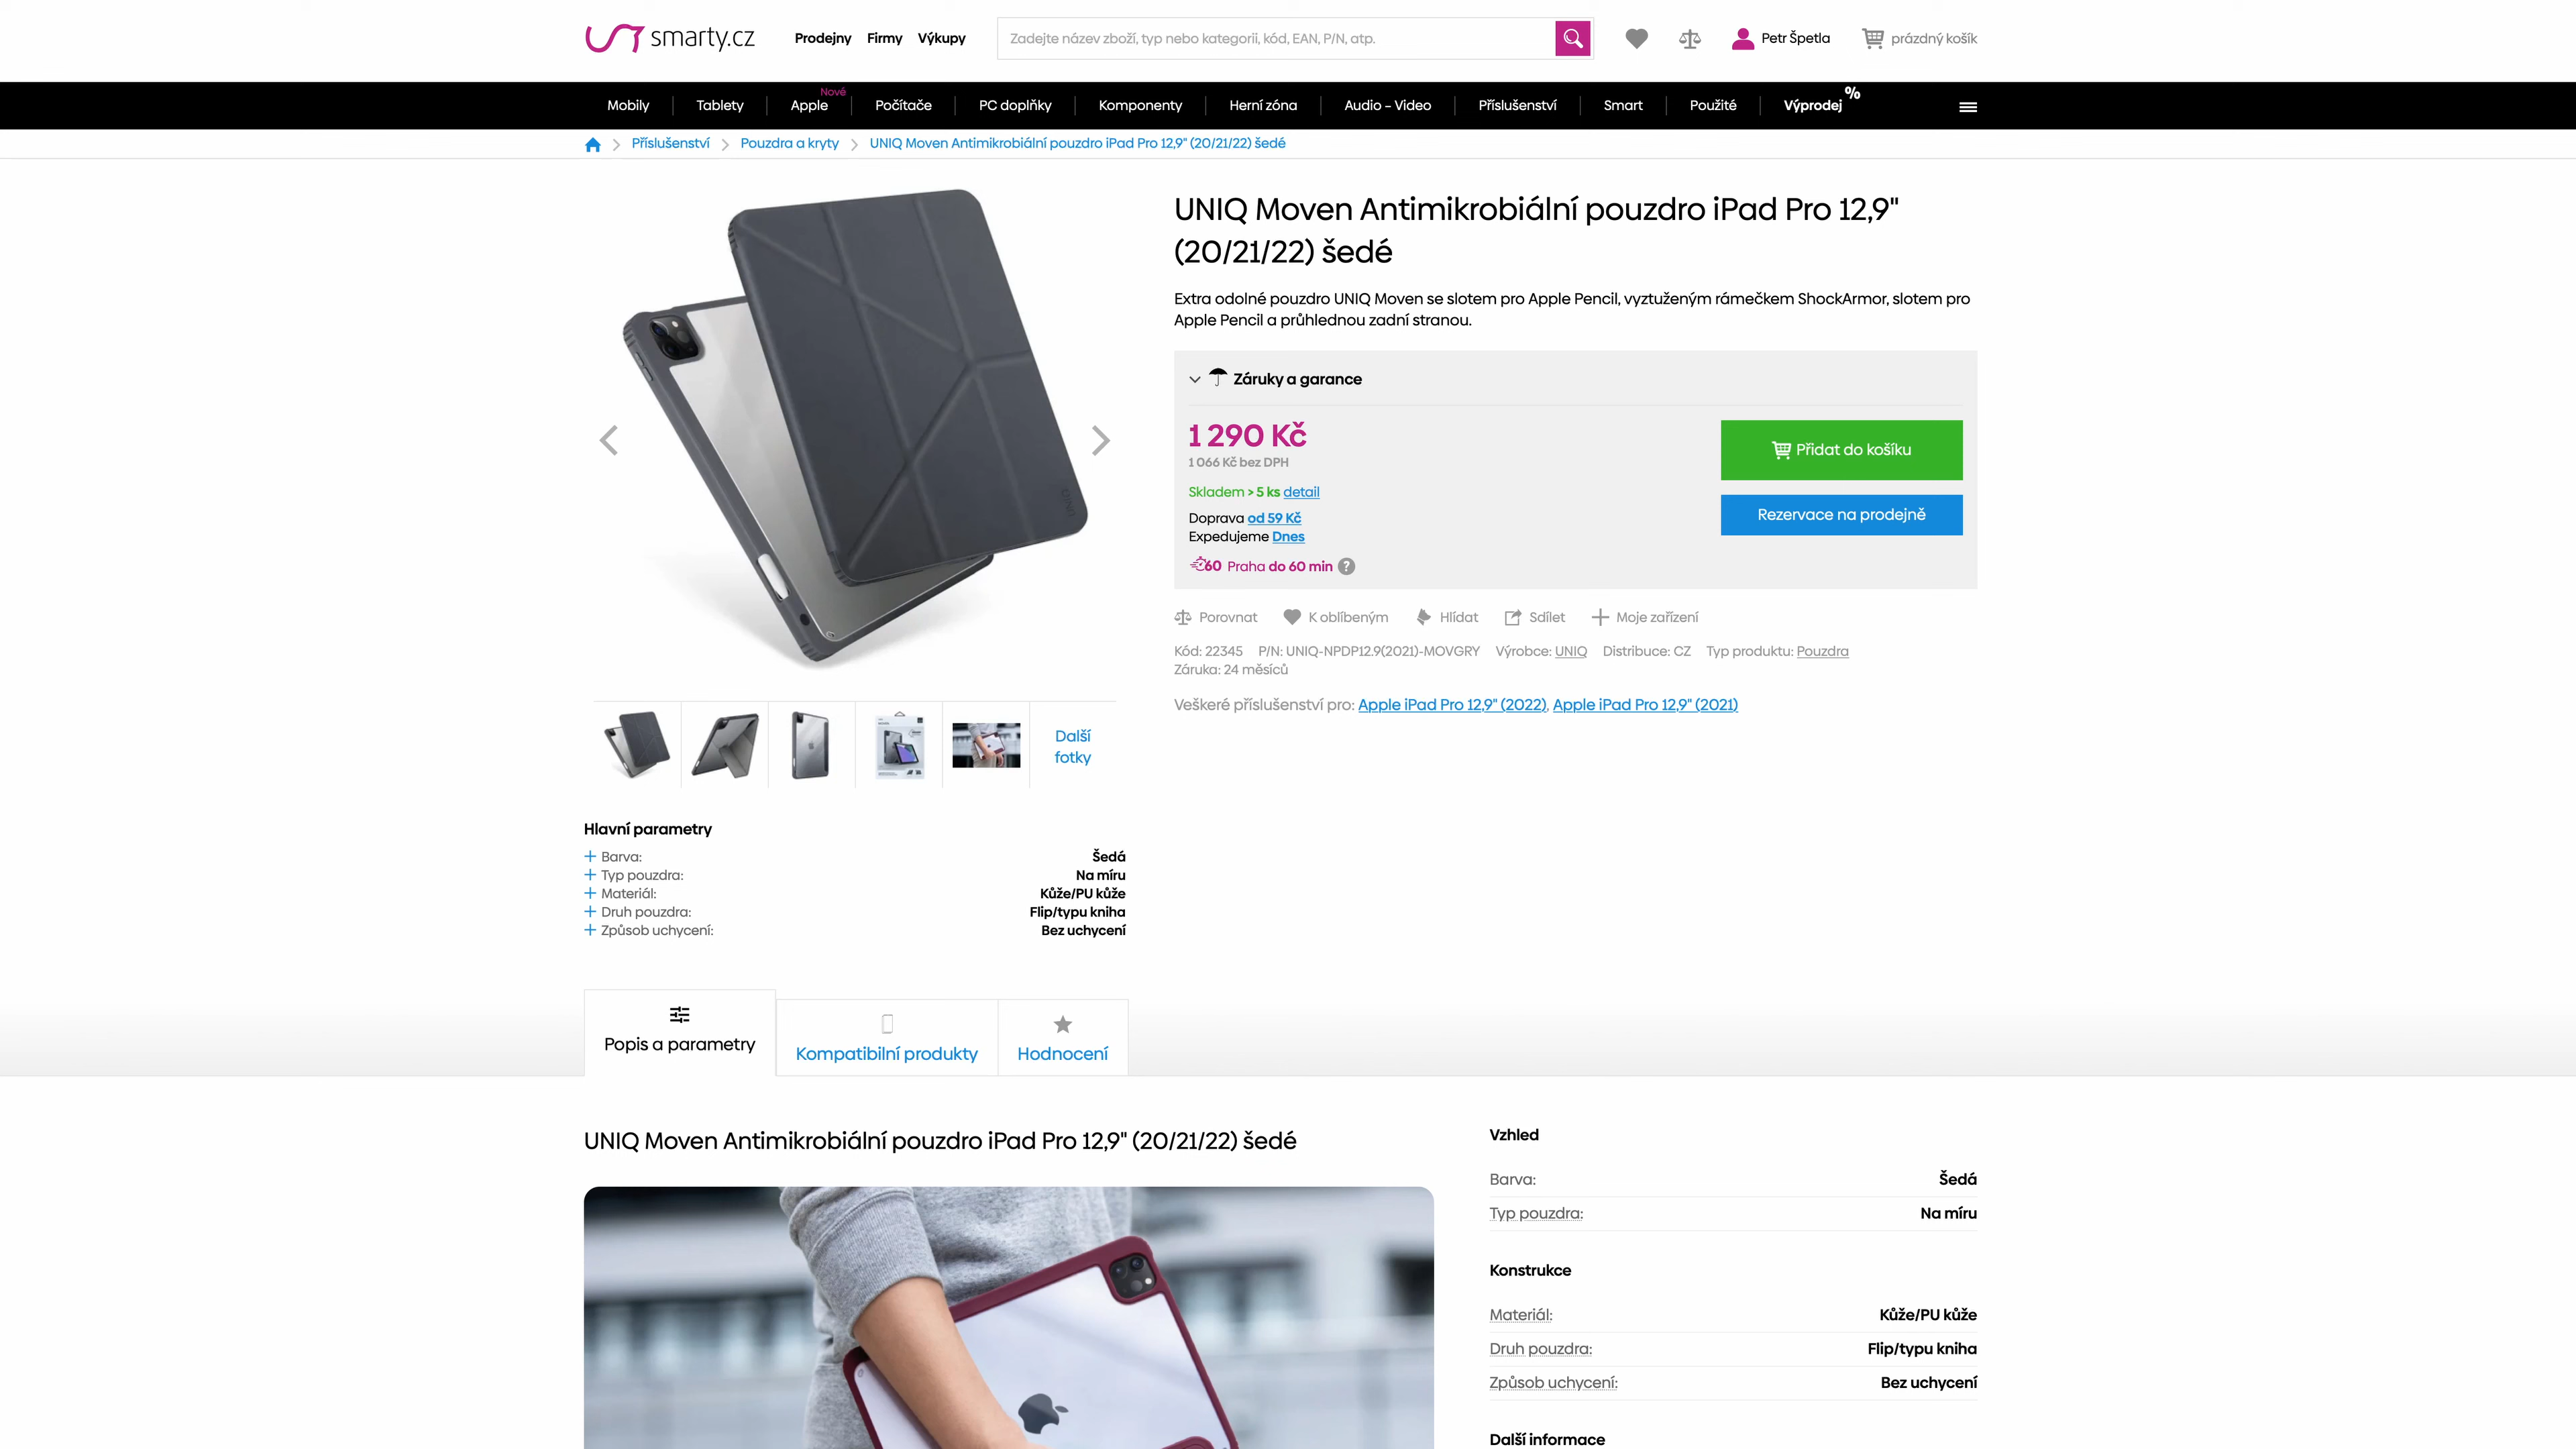 smarty.cz
Prodejny Firmy Výkupy
Zadejte název zboží, typ nebo kategorii, kód, EAN, P/N, atp.
Petr Špetla
prázdný košík
Mobily Tablety Apple Nové Počítače PC doplňky Komponenty Herní zóna Audio – Video Příslušenství Smart Použité Výprodej %
Příslušenství Pouzdra a kryty UNIQ Moven Antimikrobiální pouzdro iPad Pro 12,9" (20/21/22) šedé
UNIQ Moven Antimikrobiální pouzdro iPad Pro 12,9"
(20/21/22) šedé
Extra odolné pouzdro UNIQ Moven se slotem pro Apple Pencil, vyztuženým rámečkem ShockArmor, slotem pro
Apple Pencil a průhlednou zadní stranou.
Záruky a garance
1 290 Kč
1 066 Kč bez DPH
Skladem > 5 ks detail
Doprava od 59 Kč
Expedujeme Dnes
60 Praha do 60 min ?
Přidat do košíku
Rezervace na prodejně
Porovnat K oblíbeným Hlídat Sdílet Moje zařízení
Kód: 22345 P/N: UNIQ-NPDP12.9(2021)-MOVGRY Výrobce: UNIQ Distribuce: CZ Typ produktu: Pouzdra
Záruka: 24 měsíců
Veškeré příslušenství pro: Apple iPad Pro 12,9" (2022), Apple iPad Pro 12,9" (2021)
UNIQ
Další
fotky
Hlavní parametry
Barva: Šedá
Typ pouzdra: Na míru
Materiál: Kůže/PU kůže
Druh pouzdra: Flip/typu kniha
Způsob uchycení: Bez uchycení
Popis a parametry
Kompatibilní produkty
Hodnocení
UNIQ Moven Antimikrobiální pouzdro iPad Pro 12,9" (20/21/22) šedé
Vzhled
Barva: Šedá
Typ pouzdra: Na míru
Konstrukce
Materiál: Kůže/PU kůže
Druh pouzdra: Flip/typu kniha
Způsob uchycení: Bez uchycení
Další informace